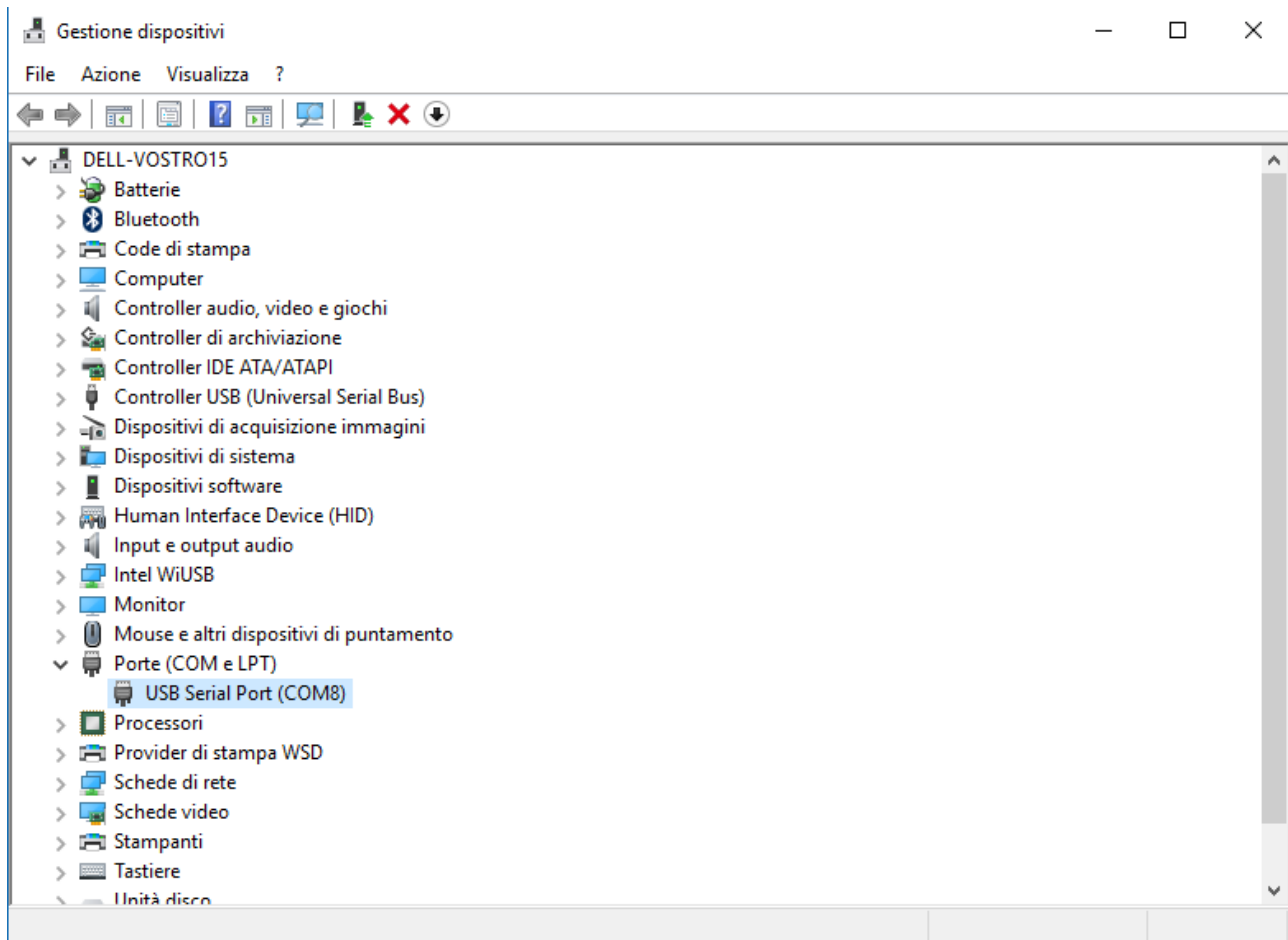 Gestione dispositivi
File Azione Visualizza ?
DELL-VOSTRO15
Batterie
Bluetooth
Code di stampa
Computer
Controller audio, video e giochi
Controller di archiviazione
Controller IDE ATA/ATAPI
Controller USB (Universal Serial Bus)
Dispositivi di acquisizione immagini
Dispositivi di sistema
Dispositivi software
Human Interface Device (HID)
Input e output audio
Intel WiUSB
Monitor
Mouse e altri dispositivi di puntamento
Porte (COM e LPT)
USB Serial Port (COM8)
Processori
Provider di stampa WSD
Schede di rete
Schede video
Stampanti
Tastiere
Unità disco